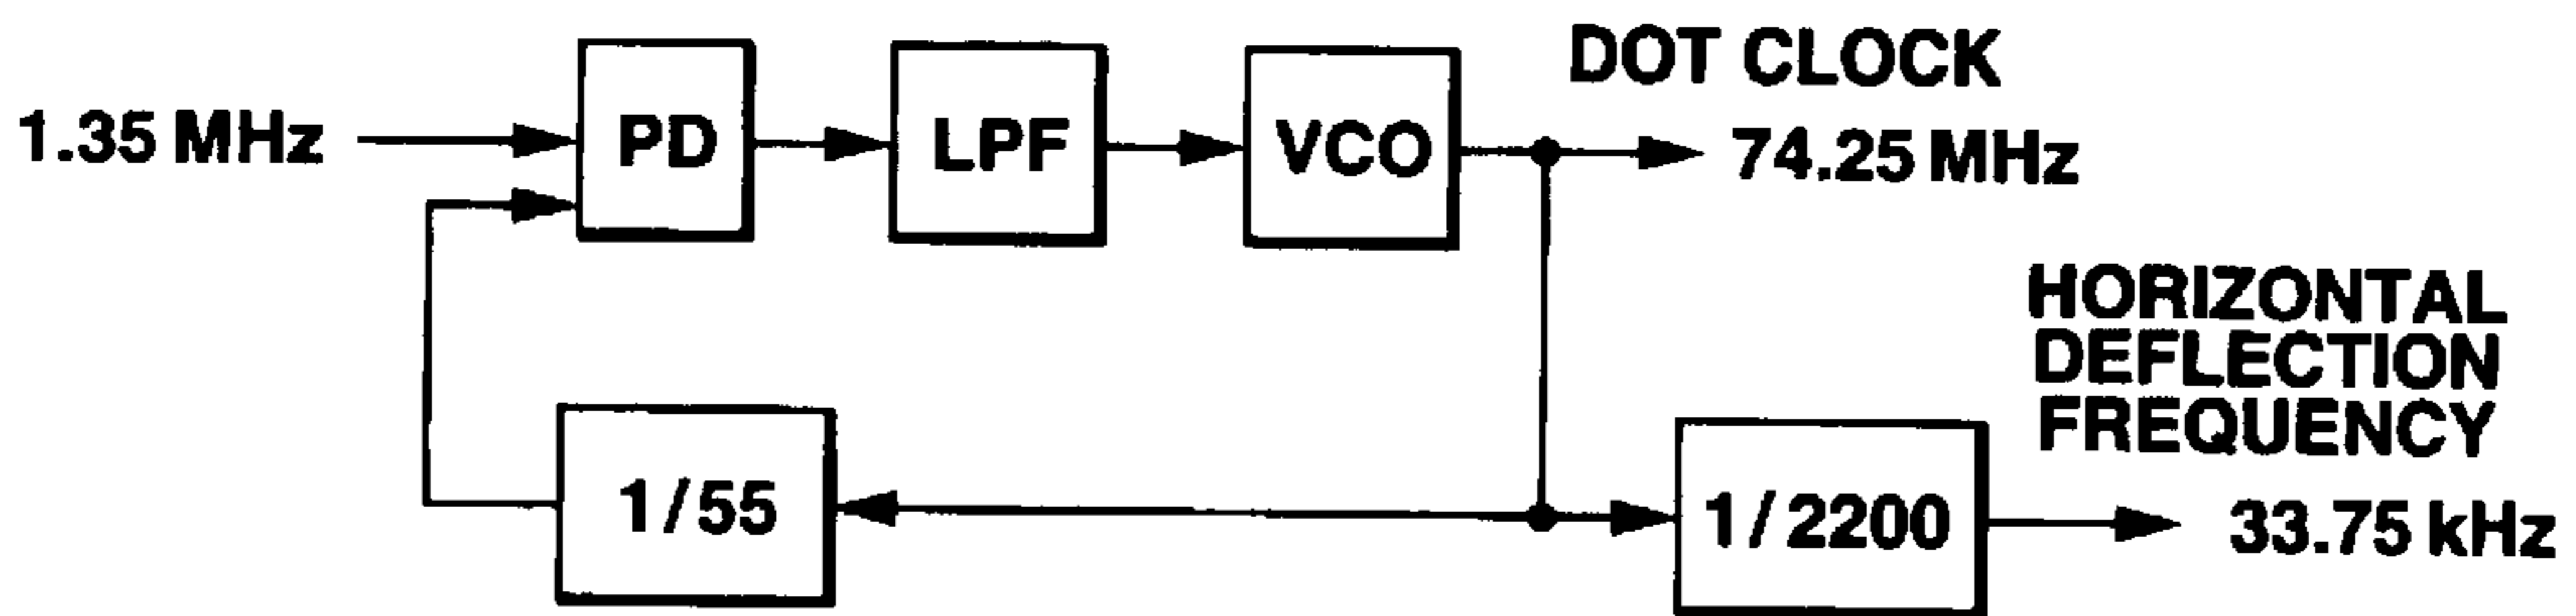 DOT CLOCK
1.35 MHz
PD
LPF
VCO
74.25 MHz
HORIZONTAL
DEFLECTION
FREQUENCY
1/55
1/2200
33.75 kHz